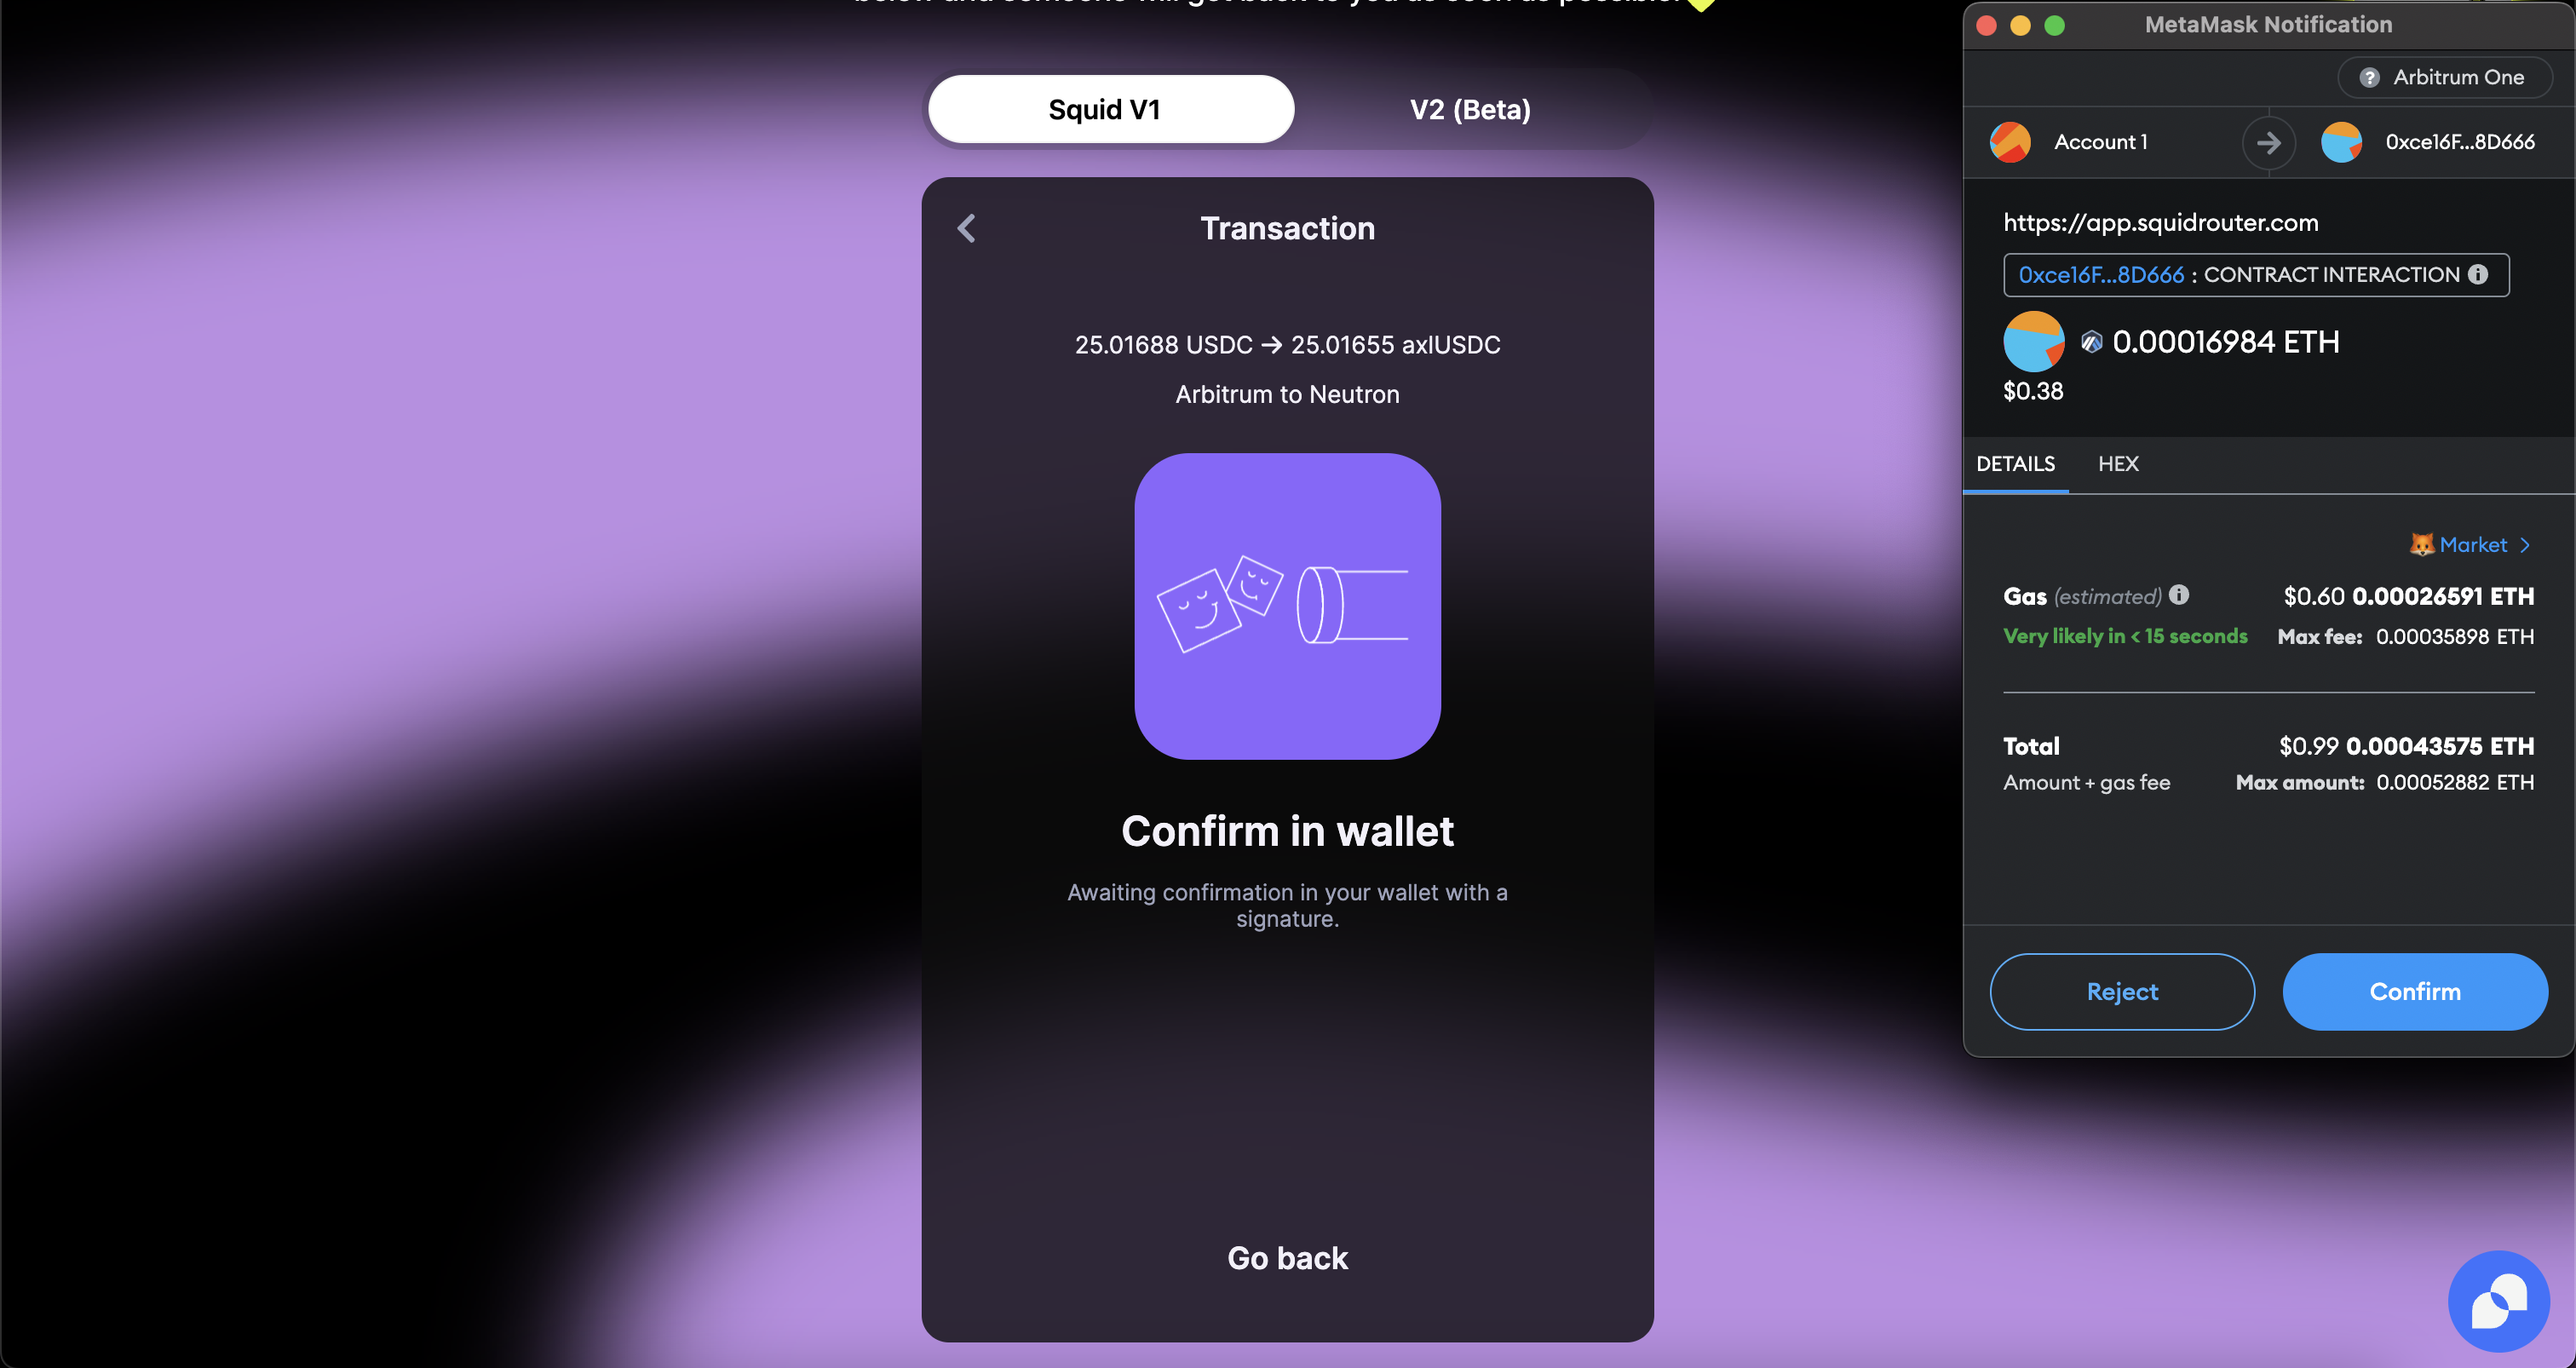 below and someone will get back to you as soon as possible.
Squid V1
V2 (Beta)
Transaction
25.01688 USDC → 25.01655 axlUSDC
Arbitrum to Neutron
Confirm in wallet
Awaiting confirmation in your wallet with a
signature.
Go back
MetaMask Notification
Arbitrum One
Account 1
0xce16F...8D666
https://app.squidrouter.com
0xce16F...8D666 : CONTRACT INTERACTION
0.00016984 ETH
$0.38
DETAILS
HEX
Market >
Gas (estimated) $0.60 0.00026591 ETH
Very likely in < 15 seconds Max fee: 0.00035898 ETH
Total $0.99 0.00043575 ETH
Amount + gas fee Max amount: 0.00052882 ETH
Reject
Confirm